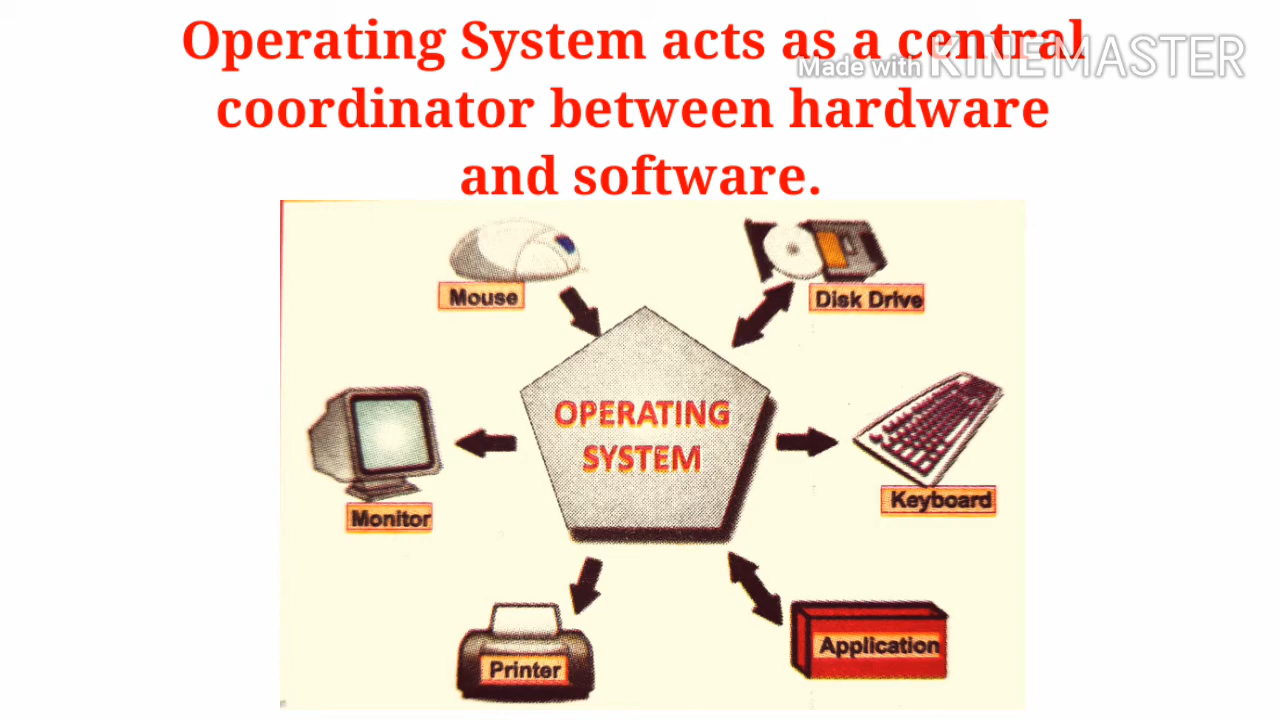 Operating System acts as a central
Made with KINEMASTER
coordinator between hardware
and software.
Mouse
Disk Drive
OPERATING
SYSTEM
Keyboard
Monitor
Application
Printer